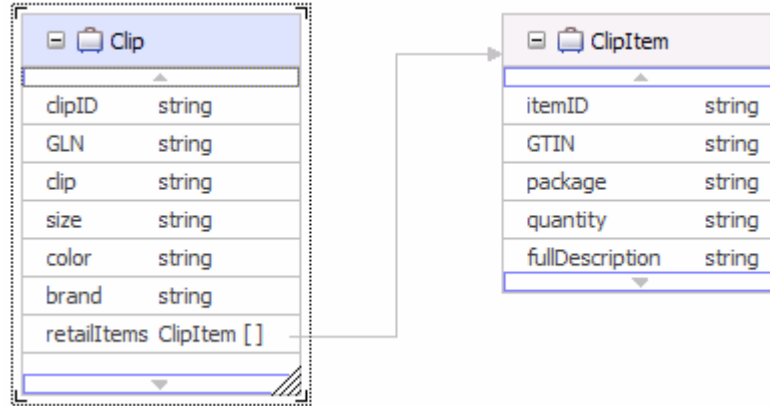 Clip
clipID string
GLN string
clip string
size string
color string
brand string
retailItems ClipItem [ ]
ClipItem
itemID string
GTIN string
package string
quantity string
fullDescription string